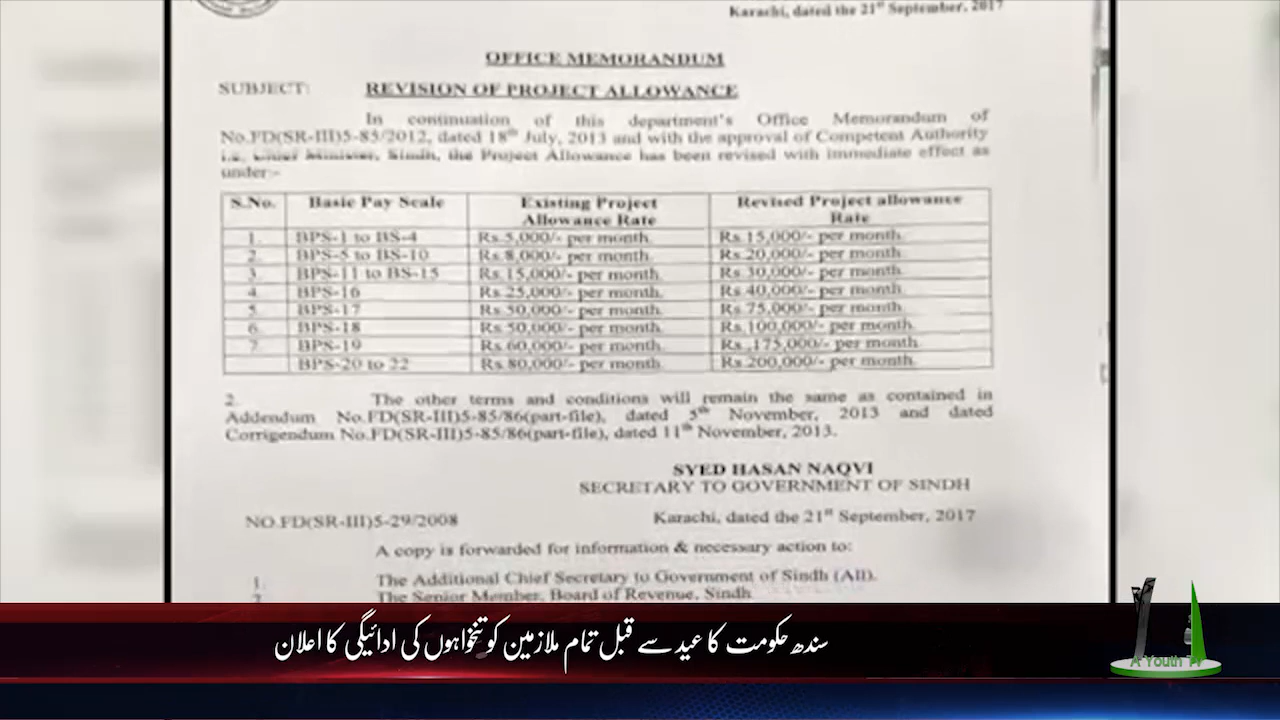 Karachi, dated the 21st September, 2017
OFFICE MEMORANDUM
SUBJECT: REVISION OF PROJECT ALLOWANCE
In continuation of this department's Office Memorandum of
No.FD(SR-III)5-85/2012, dated 18th July, 2013 and with the approval of Competent Authority
i.e. Chief Minister, Sindh, the Project Allowance has been revised with immediate effect as
under:-
S.No. Basic Pay Scale Existing Project Allowance Rate Revised Project allowance Rate
1. BPS-1 to BS-4 Rs.5,000/- per month. Rs.15,000/- per month.
2. BPS-5 to BS-10 Rs.8,000/- per month. Rs.20,000/- per month.
3. BPS-11 to BS-15 Rs.15,000/- per month. Rs.30,000/- per month.
4. BPS-16 Rs.25,000/- per month. Rs.40,000/- per month.
5. BPS-17 Rs.50,000/- per month. Rs.75,000/- per month.
6. BPS-18 Rs.50,000/- per month. Rs.100,000/- per month.
7. BPS-19 Rs.60,000/- per month. Rs.175,000/- per month.
BPS-20 to 22 Rs.80,000/- per month. Rs.200,000/- per month.
2. The other terms and conditions will remain the same as contained in
Addendum No.FD(SR-III)5-85/86(part-file), dated 5th November, 2013 and dated
Corrigendum No.FD(SR-III)5-85/86(part-file), dated 11th November, 2013.
SYED HASAN NAQVI
SECRETARY TO GOVERNMENT OF SINDH
NO.FD(SR-III)5-29/2008 Karachi, dated the 21st September, 2017
A copy is forwarded for information & necessary action to:
1. The Additional Chief Secretary to Government of Sindh (All).
2. The Senior Member, Board of Revenue, Sindh
سندھ حکومت کا عید سے قبل تمام ملازمین کو تنخواہوں کی ادائیگی کا اعلان
A Youth Tv